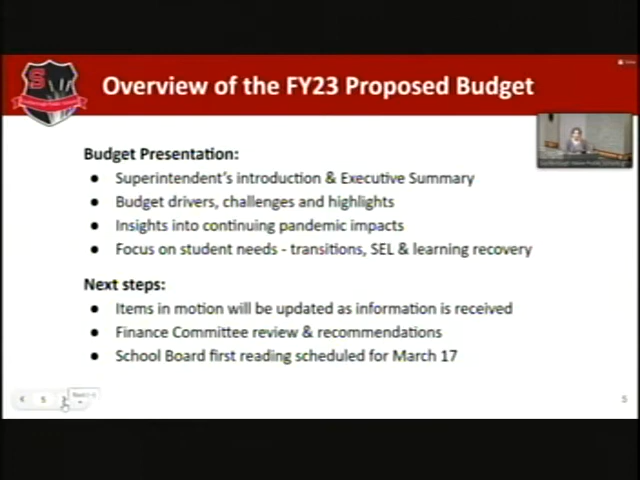 Overview of the FY23 Proposed Budget
Budget Presentation:
● Superintendent's introduction & Executive Summary
● Budget drivers, challenges and highlights
● Insights into continuing pandemic impacts
● Focus on student needs - transitions, SEL & learning recovery
Next steps:
● Items in motion will be updated as information is received
● Finance Committee review & recommendations
● School Board first reading scheduled for March 17
5
5